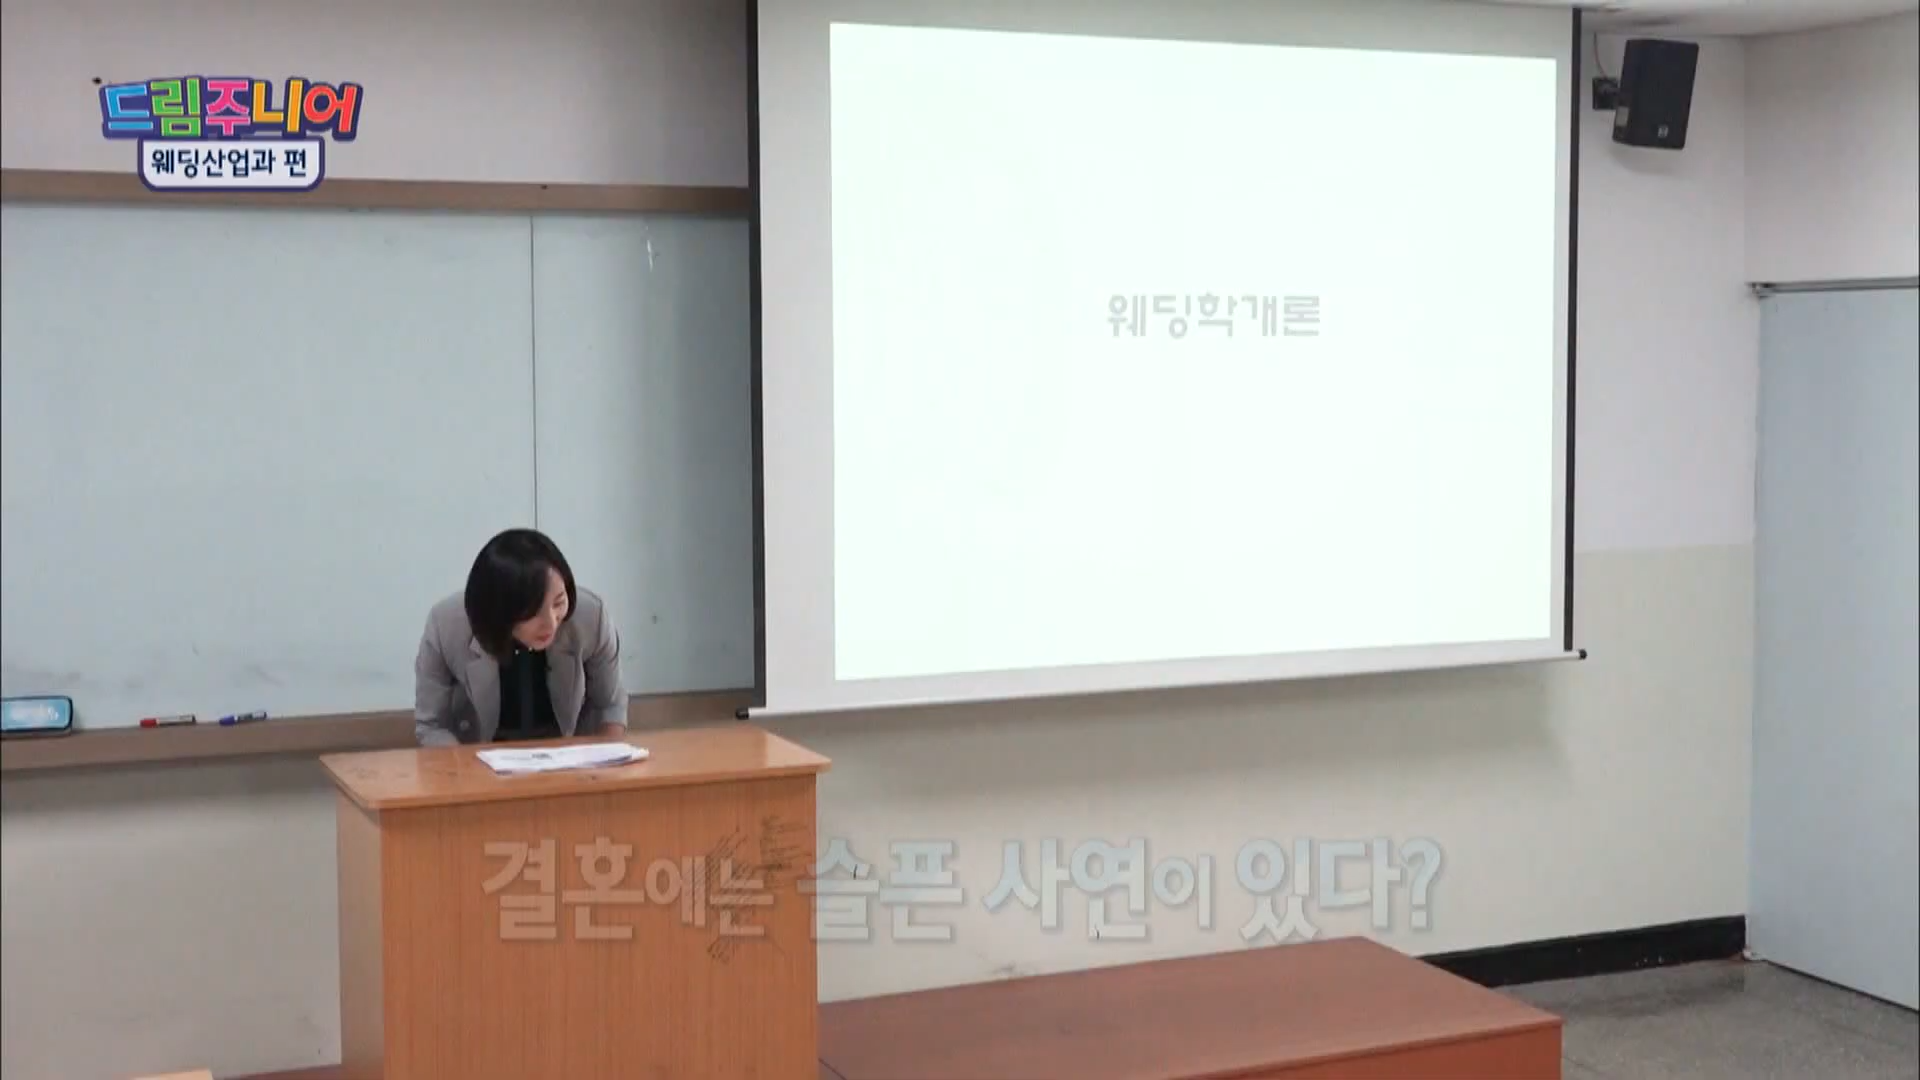 드림주니어
웨딩산업과 편
웨딩학개론
결혼에는 슬픈 사연이 있다?